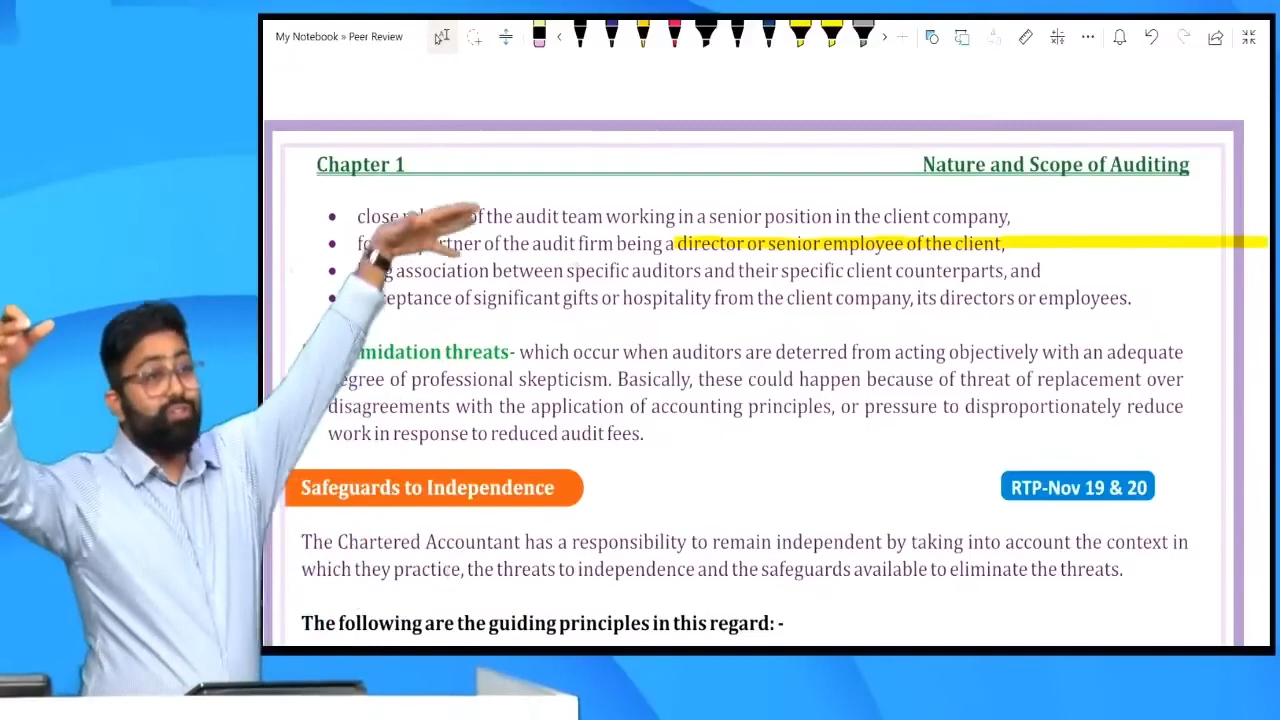 My Notebook » Peer Review
Chapter 1
Nature and Scope of Auditing
• close of the audit team working in a senior position in the client company,
• of the audit firm being a director or senior employee of the client,
• association between specific auditors and their specific client counterparts, and
• of significant gifts or hospitality from the client company, its directors or employees.
threats- which occur when auditors are deterred from acting objectively with an adequate
of professional skepticism. Basically, these could happen because of threat of replacement over
disagreements with the application of accounting principles, or pressure to disproportionately reduce
work in response to reduced audit fees.
Safeguards to Independence
RTP-Nov 19 & 20
The Chartered Accountant has a responsibility to remain independent by taking into account the context in
which they practice, the threats to independence and the safeguards available to eliminate the threats.
The following are the guiding principles in this regard: -